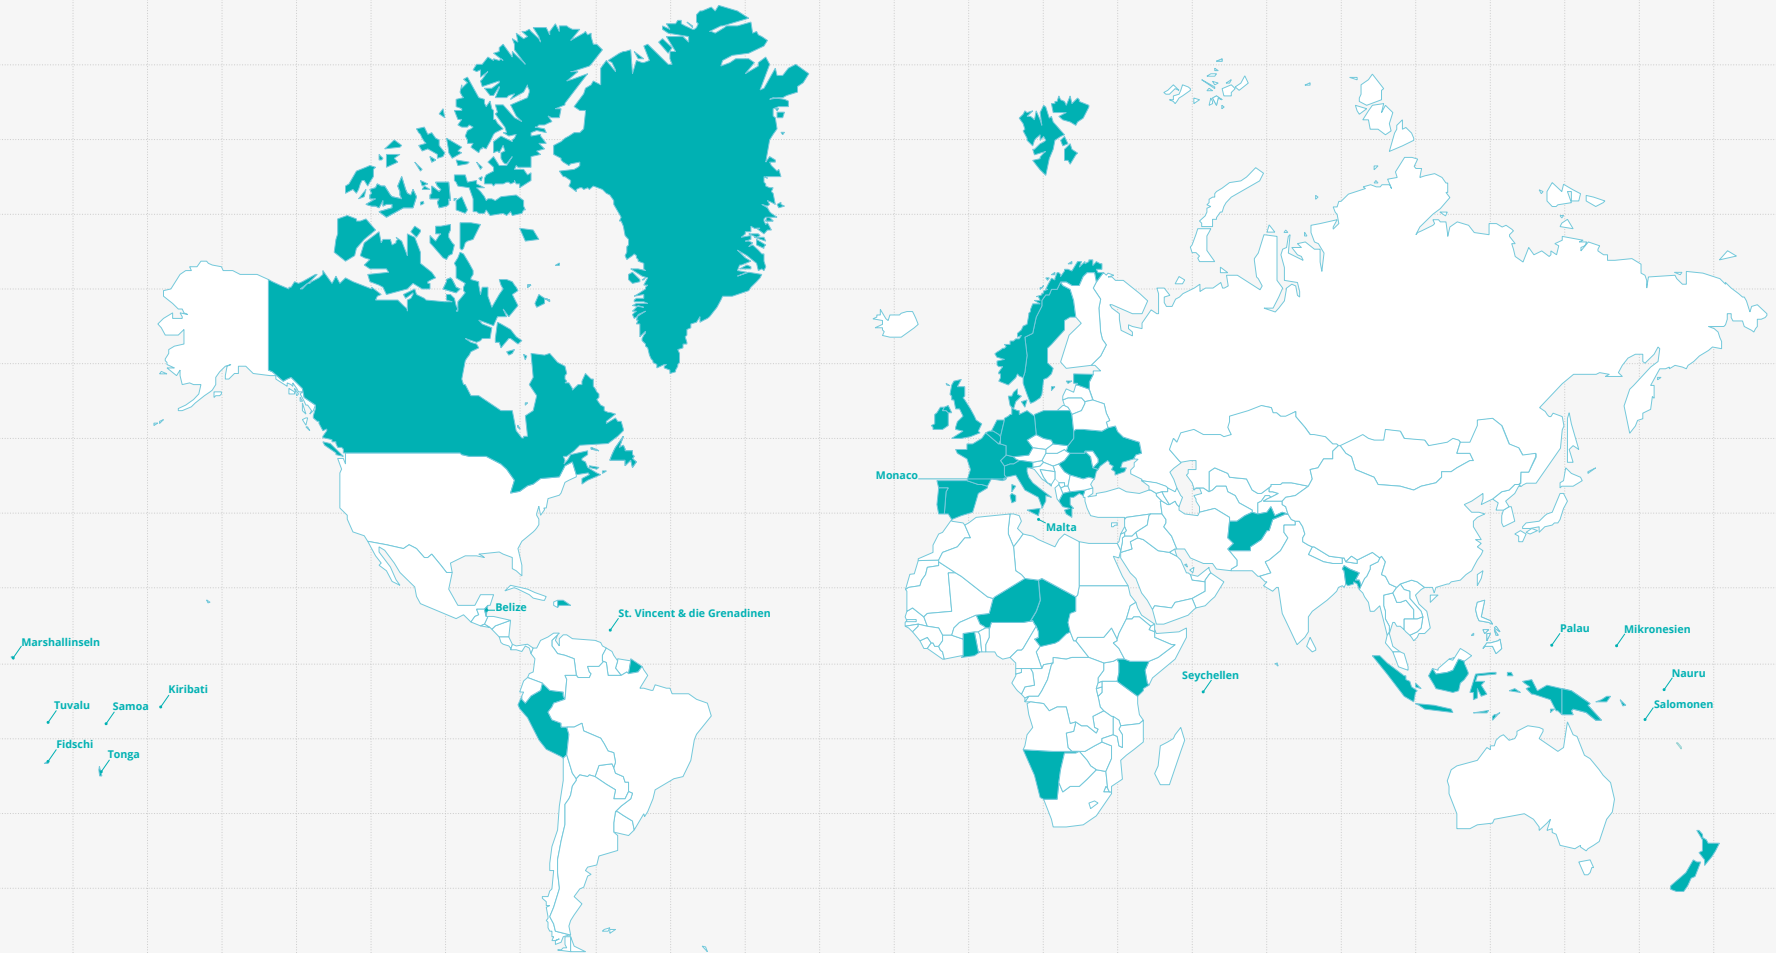 Monaco
Malta
Belize
St. Vincent & die Grenadinen
Marshallinseln
Palau
Mikronesien
Seychellen
Nauru
Kiribati
Tuvalu
Samoa
Salomonen
Fidschi
Tonga